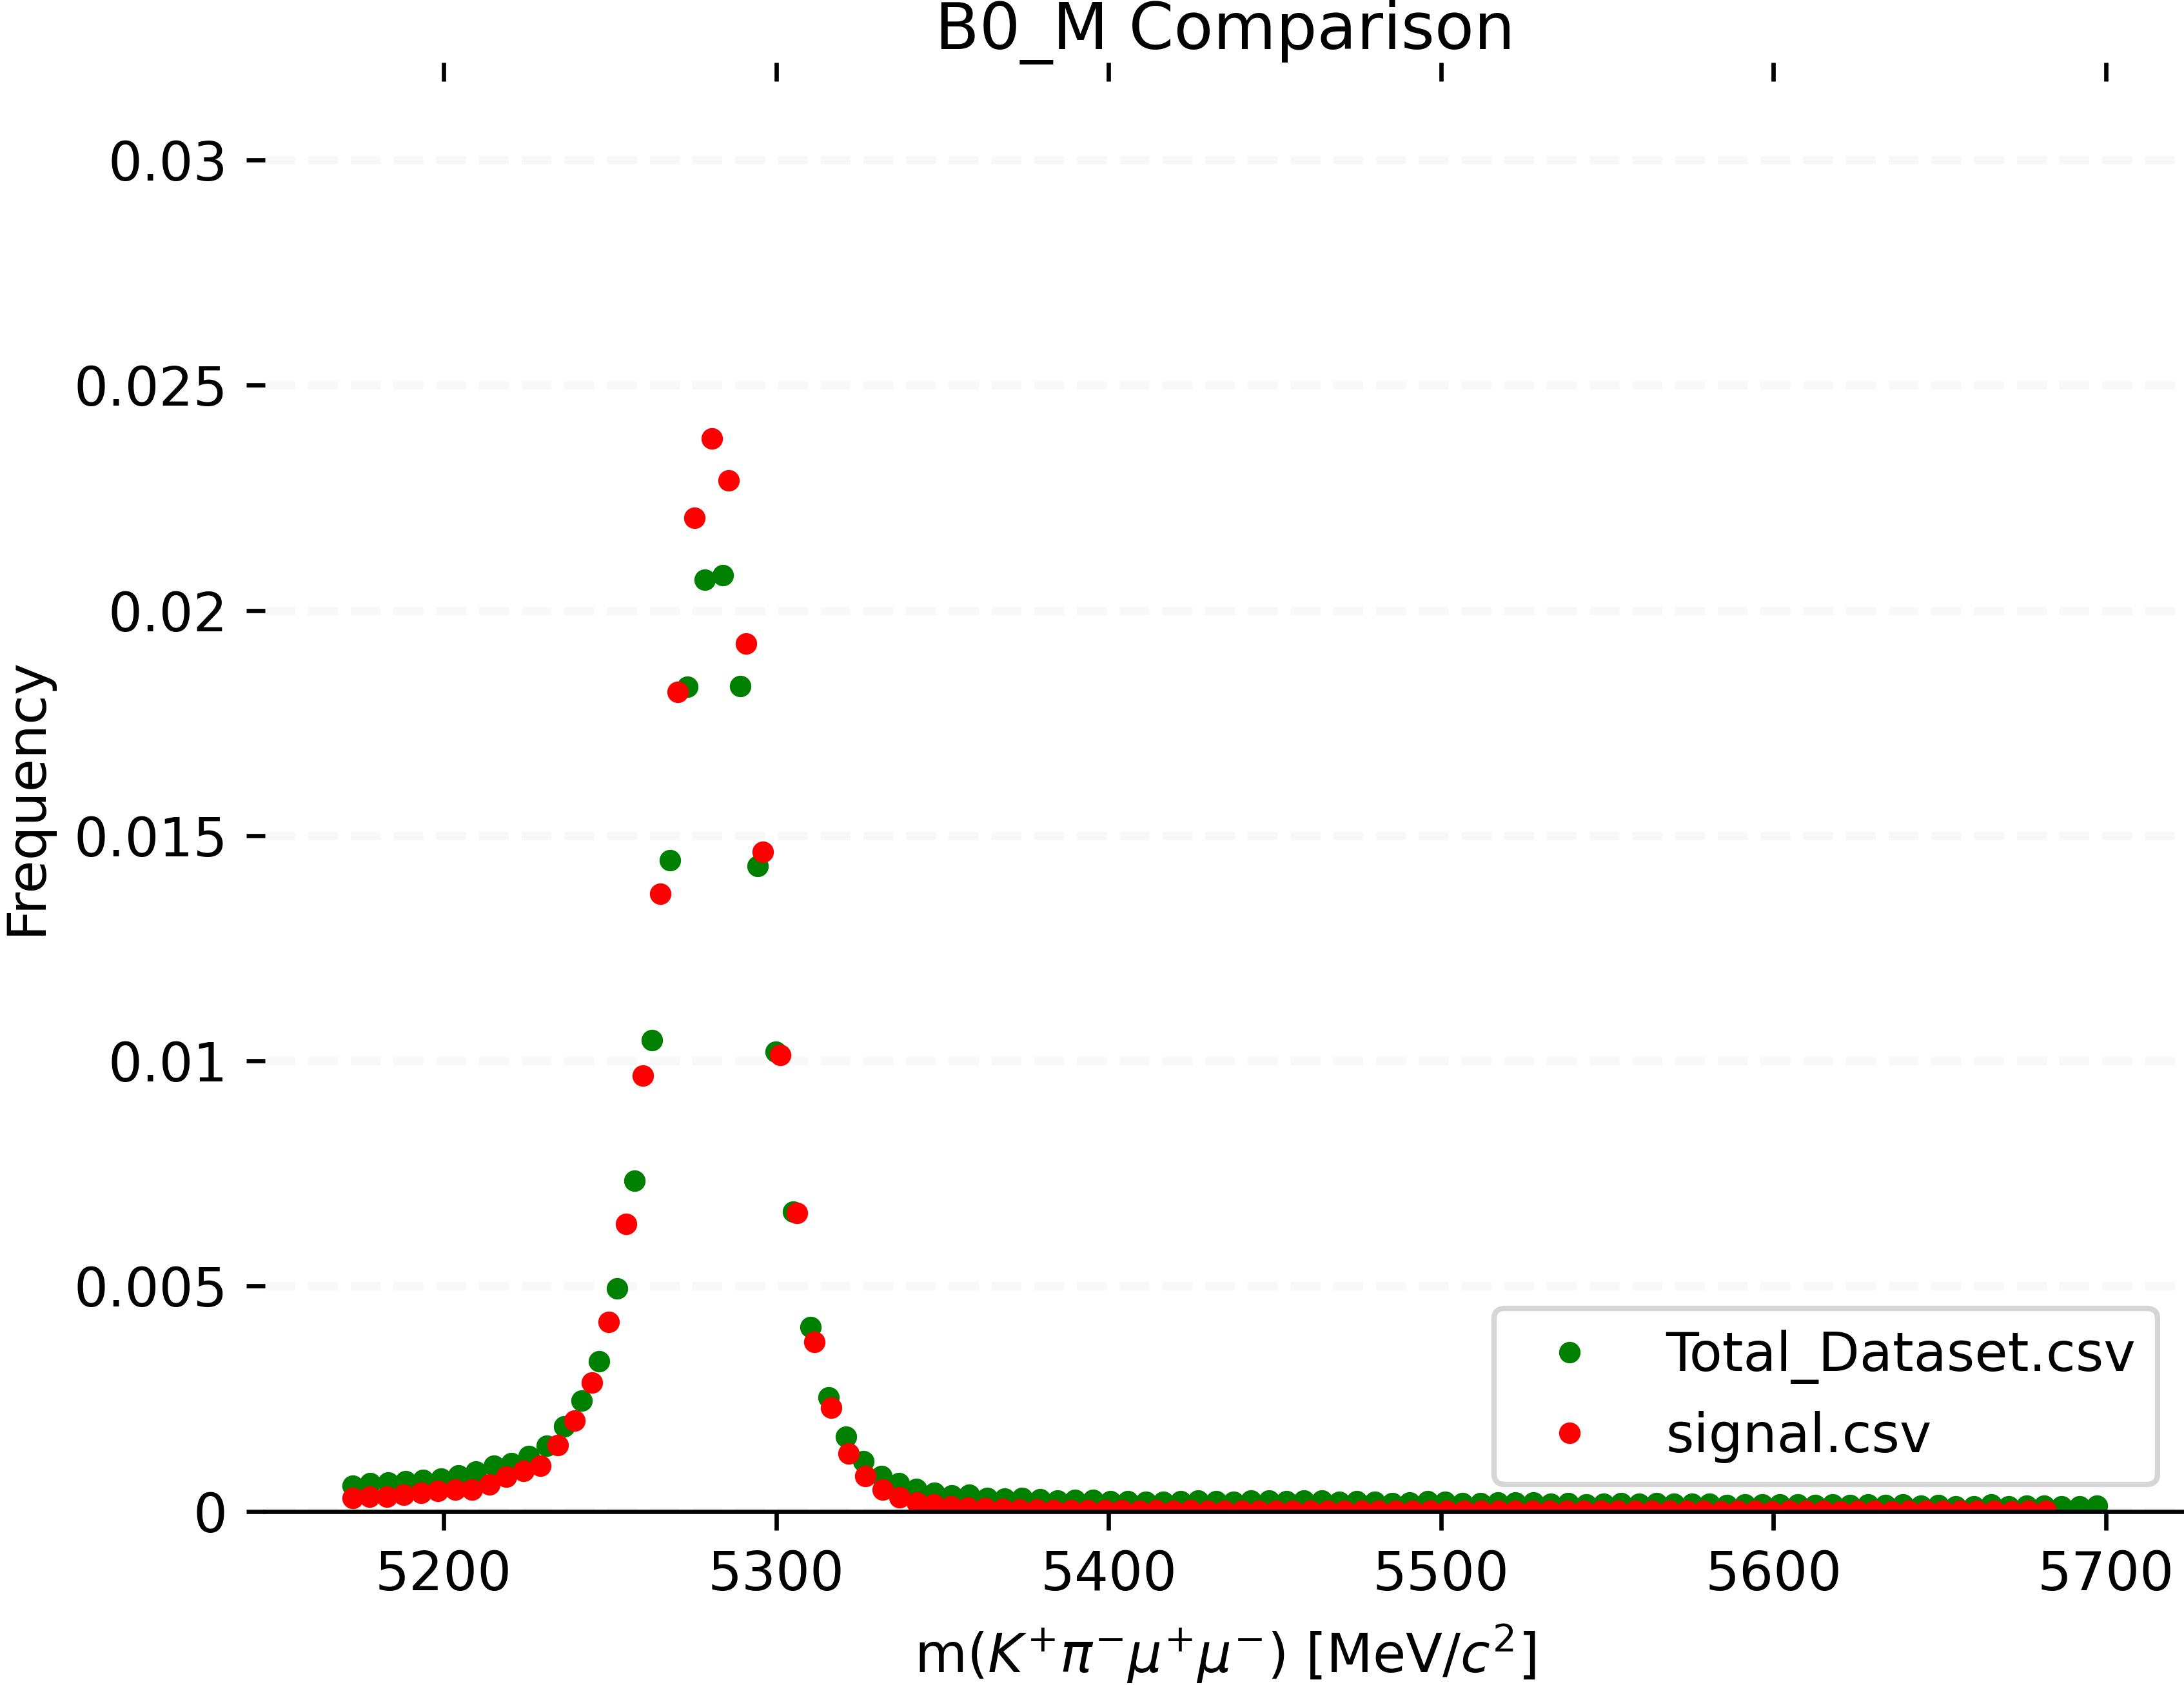 B0_M Comparison
0.03
0.025
0.02
0.015
0.01
0.005
0
Frequency
Total_Dataset.csv
signal.csv
5200 5300 5400 5500 5600 5700
m(K⁺π⁻μ⁺μ⁻) [MeV/c²]